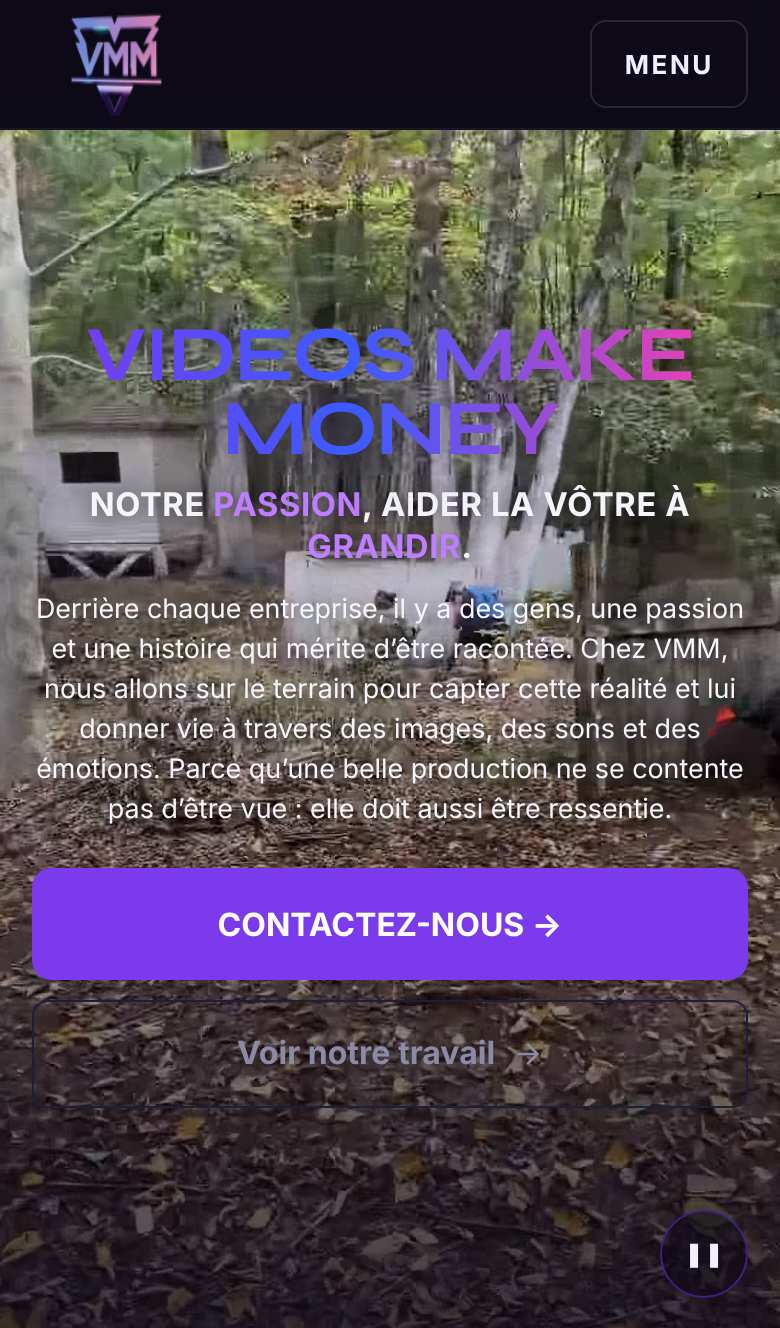 VMM
MENU
VIDEOS MAKE
MONEY
NOTRE PASSION, AIDER LA VÔTRE À
GRANDIR.
Derrière chaque entreprise, il y a des gens, une passion
et une histoire qui mérite d’être racontée. Chez VMM,
nous allons sur le terrain pour capter cette réalité et lui
donner vie à travers des images, des sons et des
émotions. Parce qu’une belle production ne se contente
pas d’être vue : elle doit aussi être ressentie.
CONTACTEZ-NOUS →
Voir notre travail →